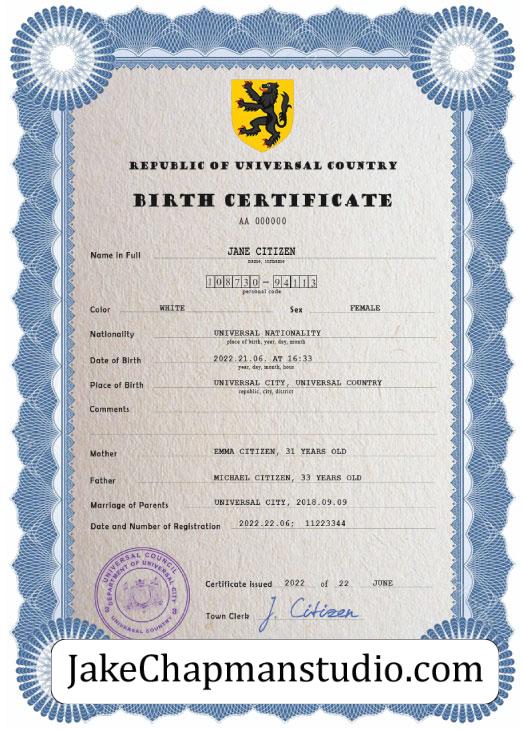 REPUBLIC OF UNIVERSAL COUNTRY
BIRTH CERTIFICATE
AA 000000
Name in Full JANE CITIZEN
name, surname
108730-94113
personal code
Color WHITE Sex FEMALE
Nationality UNIVERSAL NATIONALITY
place of birth, year, day, month
Date of Birth 2022.21.06. AT 16:33
year, day, month, hour
Place of Birth UNIVERSAL CITY, UNIVERSAL COUNTRY
republic, city, district
Comments
Mother EMMA CITIZEN, 31 YEARS OLD
Father MICHAEL CITIZEN, 33 YEARS OLD
Marriage of Parents UNIVERSAL CITY, 2018.09.09
Date and Number of Registration 2022.22.06; 11223344
UNIVERSAL COUNCIL
DEPARTMENT OF UNIVERSAL CITY
UNIVERSAL COUNTRY
Certificate issued 2022 of 22 JUNE
Town Clerk J. Citizen
JakeChapmanstudio.com